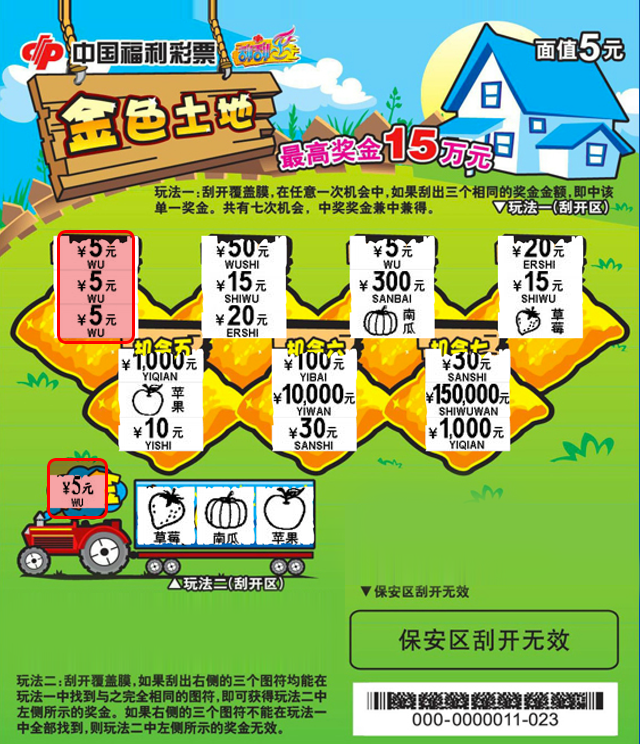 中国福利彩票 刮刮乐
面值5元
金色土地
最高奖金15万元
玩法一:刮开覆盖膜,在任意一次机会中,如果刮出三个相同的奖金金额,即中该
单一奖金。共有七次机会,中奖奖金兼中兼得。
▼玩法一(刮开区)
¥5元
WU
¥5元
WU
¥5元
WU
¥50元
WUSHI
¥15元
SHIWU
¥20元
ERSHI
¥5元
WU
¥300元
SANBAI
南瓜
¥20元
ERSHI
¥15元
SHIWU
草莓
机会五
¥1,000元
YIQIAN
苹果
¥10元
YISHI
机会六
¥100元
YIBAI
¥10,000元
YIWAN
¥30元
SANSHI
机会七
¥30元
SANSHI
¥150,000元
SHIWUWAN
¥1,000元
YIQIAN
¥5元
WU
草莓
南瓜
苹果
▲玩法二(刮开区)
▼保安区刮开无效
保安区刮开无效
玩法二:刮开覆盖膜,如果刮出右侧的三个图符均能在
玩法一中找到与之完全相同的图符,即可获得玩法二中
左侧所示的奖金。如果右侧的三个图符不能在玩法一
中全部找到,则玩法二中左侧所示的奖金无效。
000-0000011-023